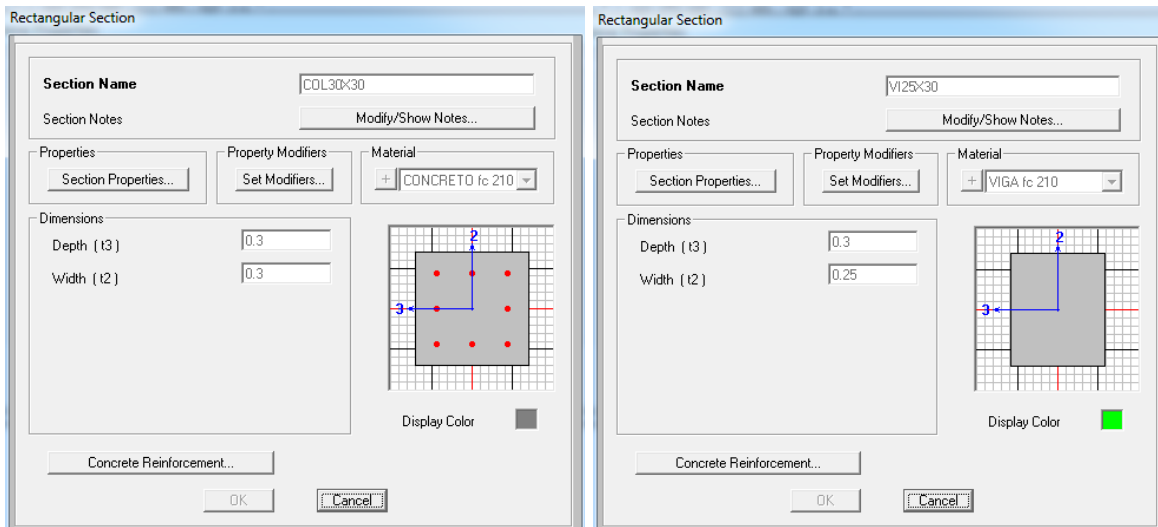 Rectangular Section
Section Name COL30X30
Section Notes Modify/Show Notes...
Properties Property Modifiers Material
Section Properties... Set Modifiers... + CONCRETO fc 210
Dimensions
Depth ( t3 ) 0.3
Width ( t2 ) 0.3
2
3
Display Color
Concrete Reinforcement...
OK Cancel
Rectangular Section
Section Name VI25X30
Section Notes Modify/Show Notes...
Properties Property Modifiers Material
Section Properties... Set Modifiers... + VIGA fc 210
Dimensions
Depth ( t3 ) 0.3
Width ( t2 ) 0.25
2
3
Display Color
Concrete Reinforcement...
OK Cancel